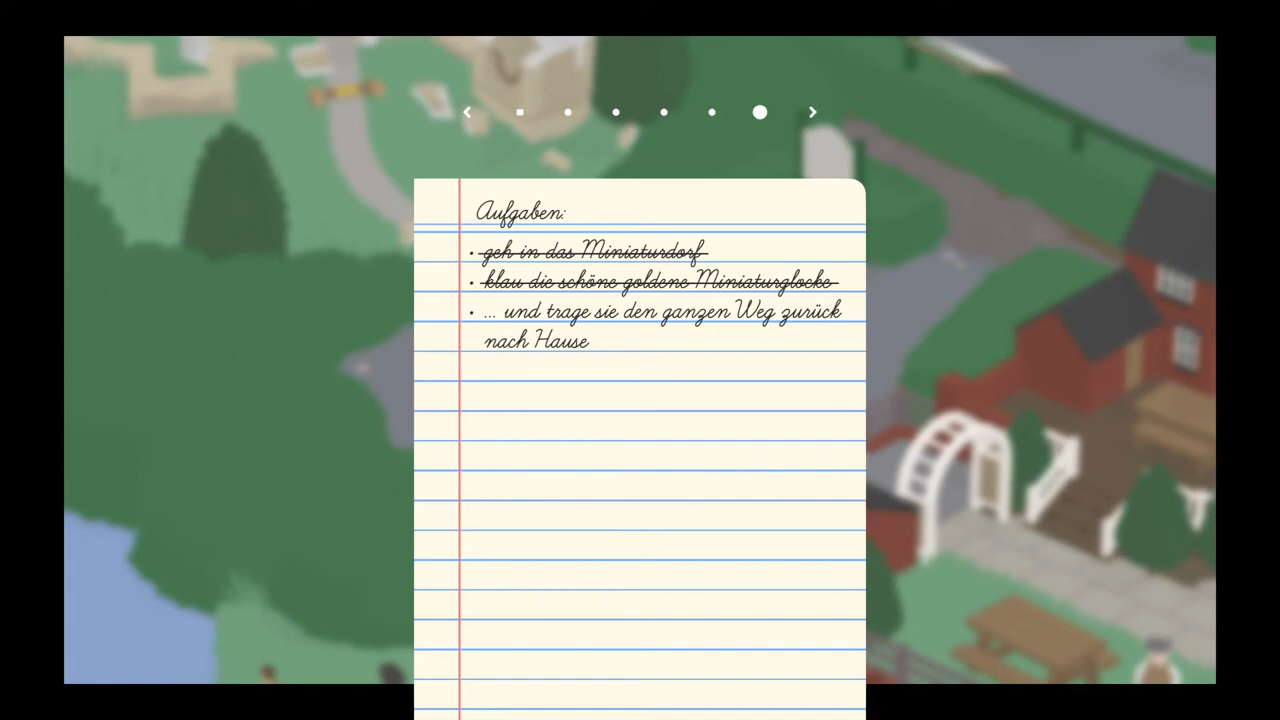 Aufgaben:
• geh in das Miniaturdorf
• klau die schöne goldene Miniaturglocke
• ... und trage sie den ganzen Weg zurück
nach Hause